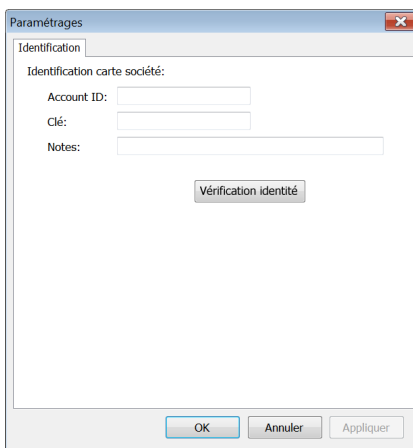 Paramétrages
Identification
Identification carte société:
Account ID:
Clé:
Notes:
Vérification identité
OK Annuler Appliquer